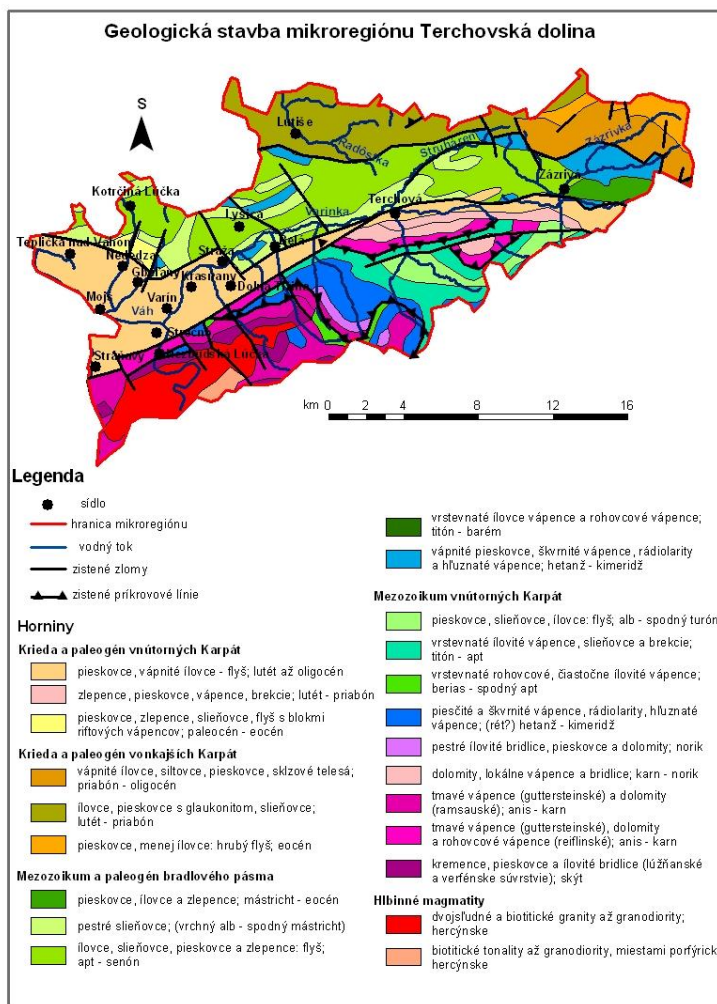 Geologická stavba mikroregiónu Terchovská dolina
S
Lutiše
Radôstka
Struháreň
Zázrivka
Zázrivá
Kotrčiná Lúčka
Terchová
Lysica
Varínka
Teplička nad Váhom
Nededza
Stráža
Belá
Gbeľany
Krasňany
Dolná Tižina
Mojš
Varín
Váh
Strečno
Stráňavy
Nezbudská Lúčka
km 0 2 4 8 12 16
Legenda
sídlo
hranica mikroregiónu
vodný tok
zistené zlomy
zistené príkrovové línie
Horniny
Krieda a paleogén vnútorných Karpát
pieskovce, vápnité ílovce - flyš; lutét až oligocén
zlepence, pieskovce, vápence, brekcie; lutét - priabón
pieskovce, zlepence, slieňovce, flyš s blokmi
riftových vápencov; paleocén - eocén
Krieda a paleogén vonkajších Karpát
vápnité ílovce, siltovce, pieskovce, sklzové telesá;
priabón - oligocén
ílovce, pieskovce s glaukonitom, slieňovce;
lutét - priabón
pieskovce, menej ílovce: hrubý flyš; eocén
Mezozoikum a paleogén bradlového pásma
pieskovce, ílovce a zlepence; mástricht - eocén
pestré slieňovce; (vrchný alb - spodný mástricht)
ílovce, slieňovce, pieskovce a zlepence: flyš;
apt - senón
vrstevnaté ílovce vápence a rohovcové vápence;
titón - barém
vápnité pieskovce, škvrnité vápence, rádiolarity
a hľuznaté vápence; hetanž - kimeridž
Mezozoikum vnútorných Karpát
pieskovce, slieňovce, ílovce: flyš; alb - spodný turón
vrstevnaté ílovité vápence, slieňovce a brekcie;
titón - apt
vrstevnaté rohovcové, čiastočne ílovité vápence;
berias - spodný apt
piesčité a škvrnité vápence, rádiolarity, hľuznaté
vápence; (rét?) hetanž - kimeridž
pestré ílovité bridlice, pieskovce a dolomity; norik
dolomity, lokálne vápence a bridlice; karn - norik
tmavé vápence (guttersteinské) a dolomity
(ramsauské); anis - karn
tmavé vápence (guttersteinské), dolomity
a rohovcové vápence (reiflinské); anis - karn
kremence, pieskovce a ílovité bridlice (lúžňanské
a verfénske súvrstvie); skýt
Hlbinné magmatity
dvojsľudné a biotitické granity až granodiority;
hercýnske
biotitické tonality až granodiority, miestami porfýrick
hercýnske